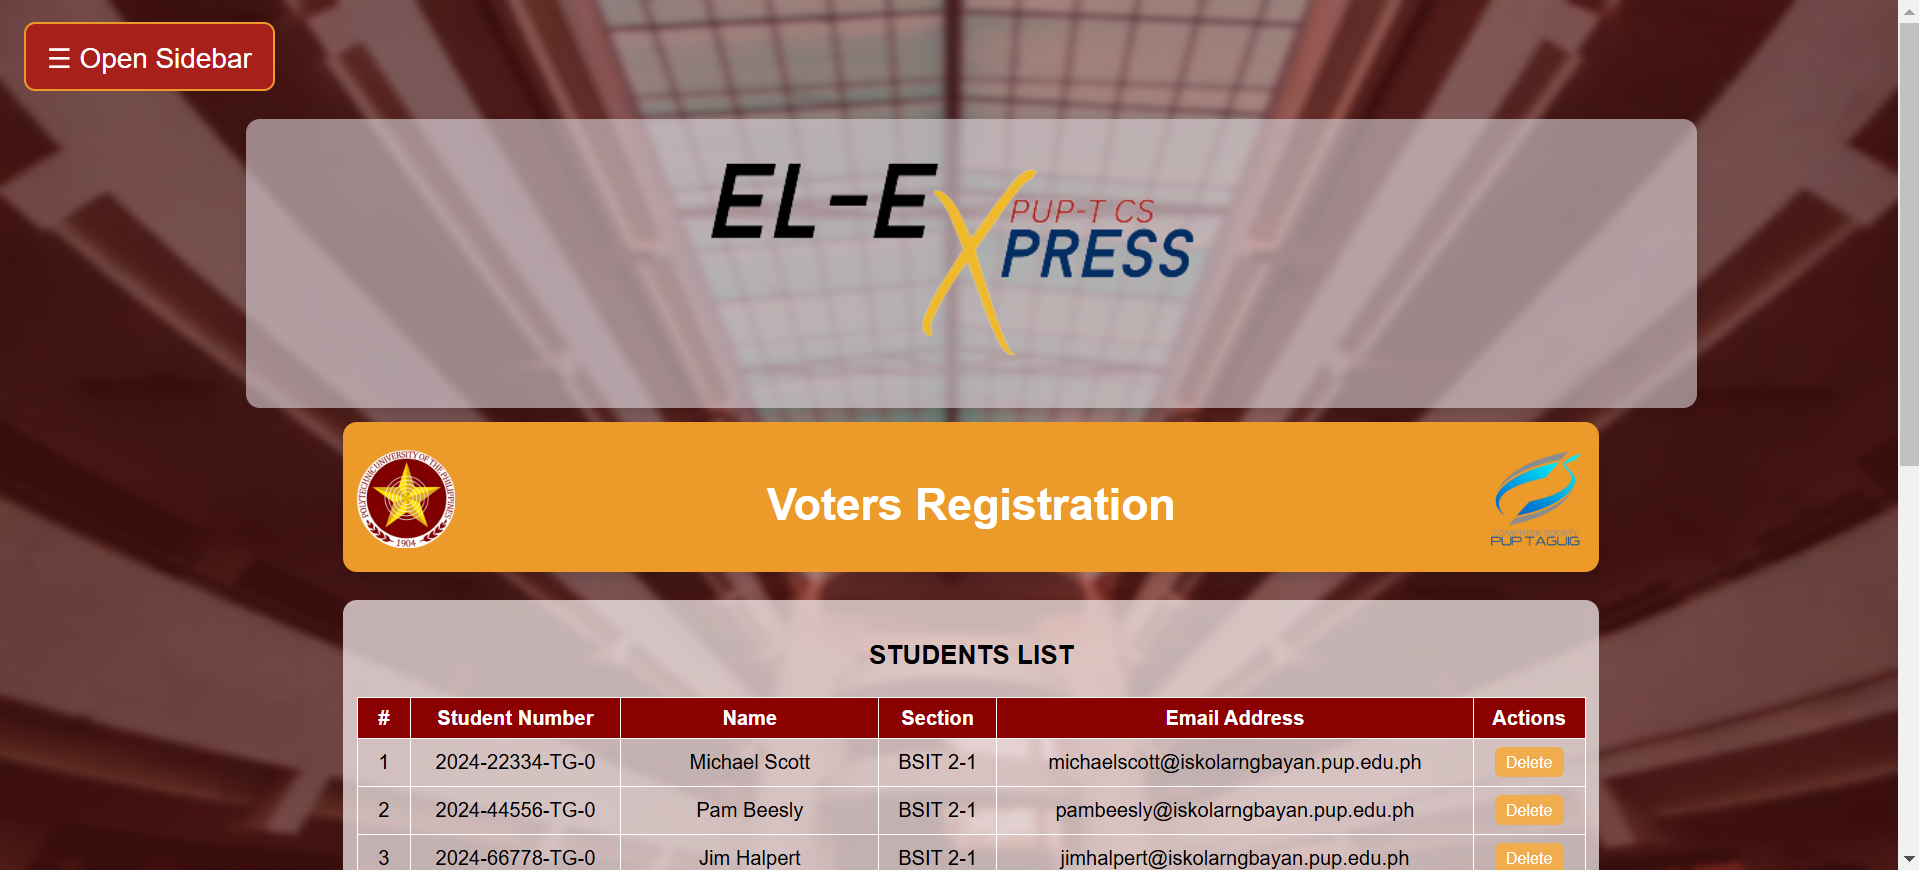 ☰ Open Sidebar
EL-EXPRESS
PUP-T CS
POLYTECHNIC UNIVERSITY OF THE PHILIPPINES
1904
Voters Registration
COMPUTER SOCIETY
PUP TAGUIG
STUDENTS LIST
# Student Number Name Section Email Address Actions
1 2024-22334-TG-0 Michael Scott BSIT 2-1 michaelscott@iskolarngbayan.pup.edu.ph Delete
2 2024-44556-TG-0 Pam Beesly BSIT 2-1 pambeesly@iskolarngbayan.pup.edu.ph Delete
3 2024-66778-TG-0 Jim Halpert BSIT 2-1 jimhalpert@iskolarngbayan.pup.edu.ph Delete